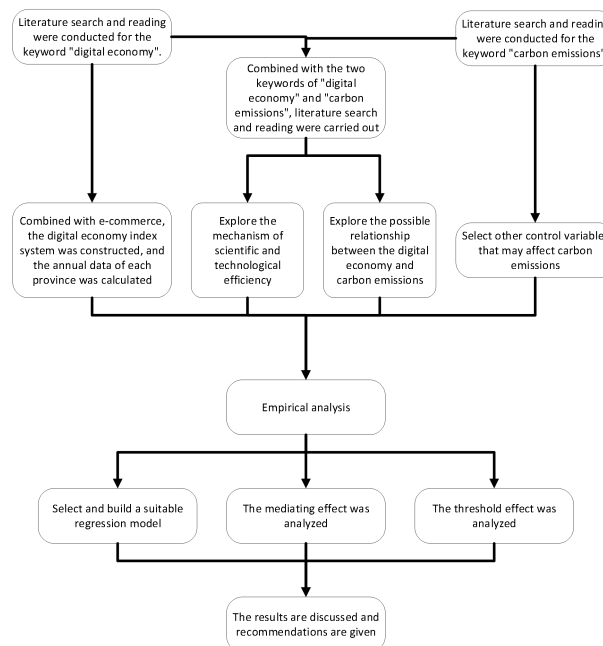 Literature search and reading
were conducted for the
keyword "digital economy".
Literature search and reading
were conducted for the
keyword "carbon emissions"
Combined with the two
keywords of "digital
economy" and "carbon
emissions", literature search
and reading were carried out
Combined with e-commerce,
the digital economy index
system was constructed, and
the annual data of each
province was calculated
Explore the
mechanism of
scientific and
technological
efficiency
Explore the possible
relationship
between the digital
economy and
carbon emissions
Select other control variable
that may affect carbon
emissions
Empirical analysis
Select and build a suitable
regression model
The mediating effect was
analyzed
The threshold effect was
analyzed
The results are discussed and
recommendations are given